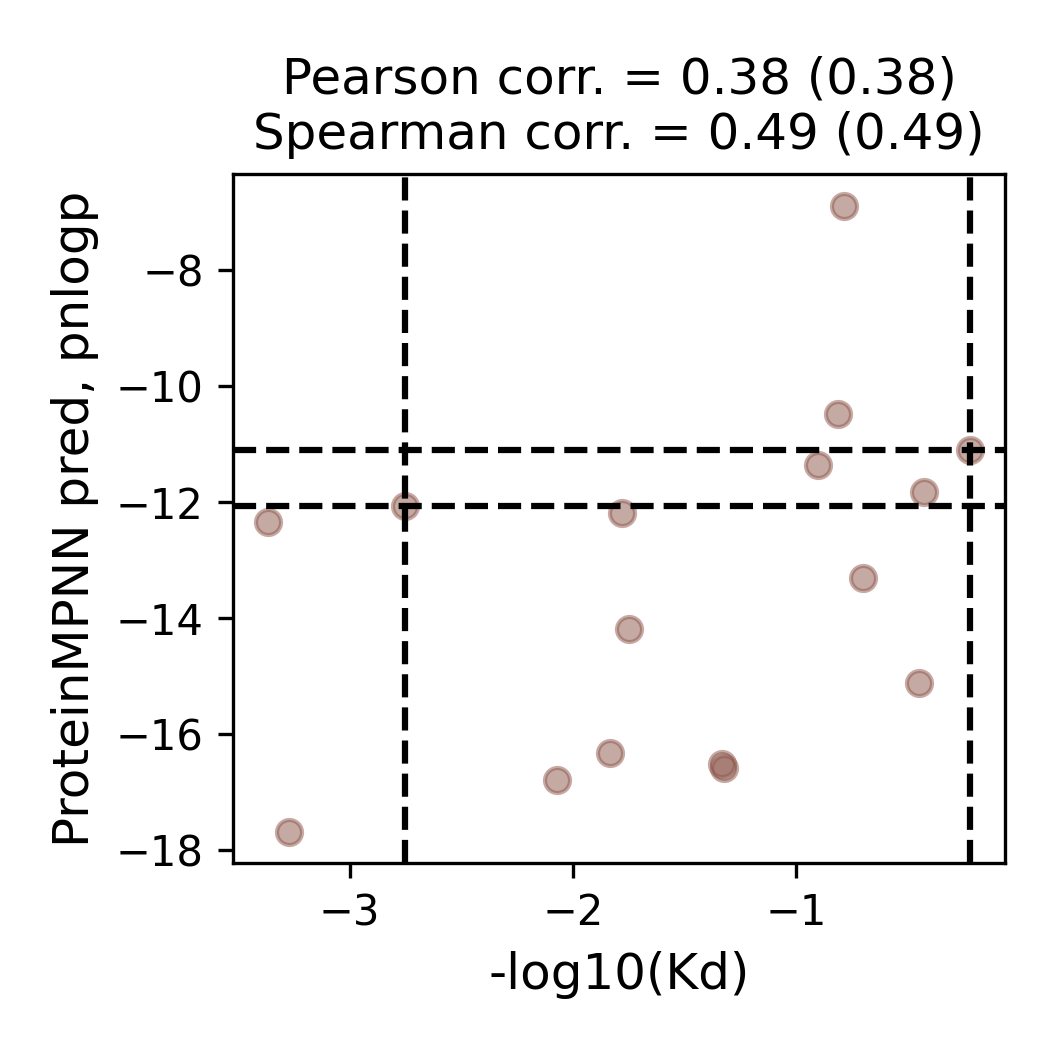 Pearson corr. = 0.38 (0.38)
Spearman corr. = 0.49 (0.49)
ProteinMPNN pred, pnlogp
−8
−10
−12
−14
−16
−18
−3
−2
−1
-log10(Kd)